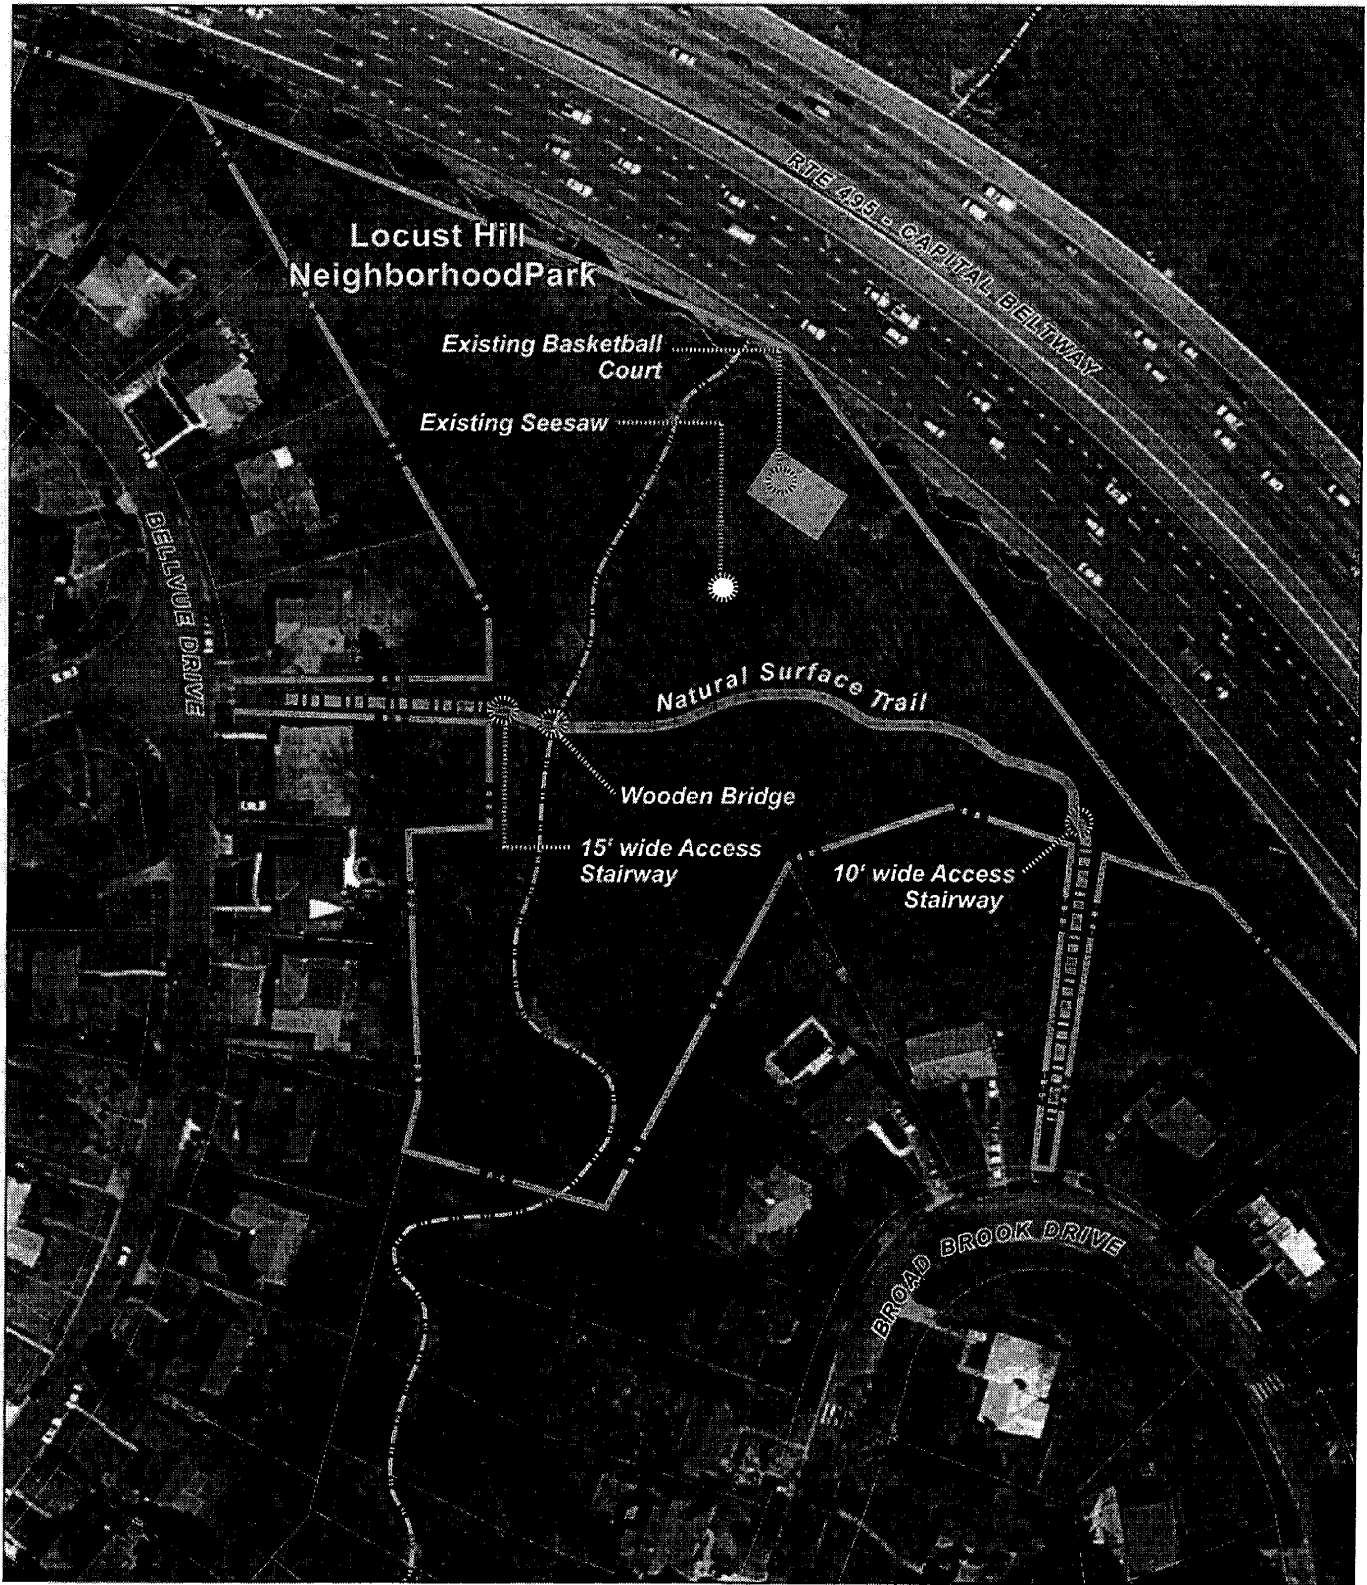 RTE 495 - CAPITAL BELTWAY
Locust Hill
NeighborhoodPark
Existing Basketball
Court
Existing Seesaw
BELLVUE DRIVE
Natural Surface Trail
Wooden Bridge
15' wide Access
Stairway
10' wide Access
Stairway
BROAD BROOK DRIVE